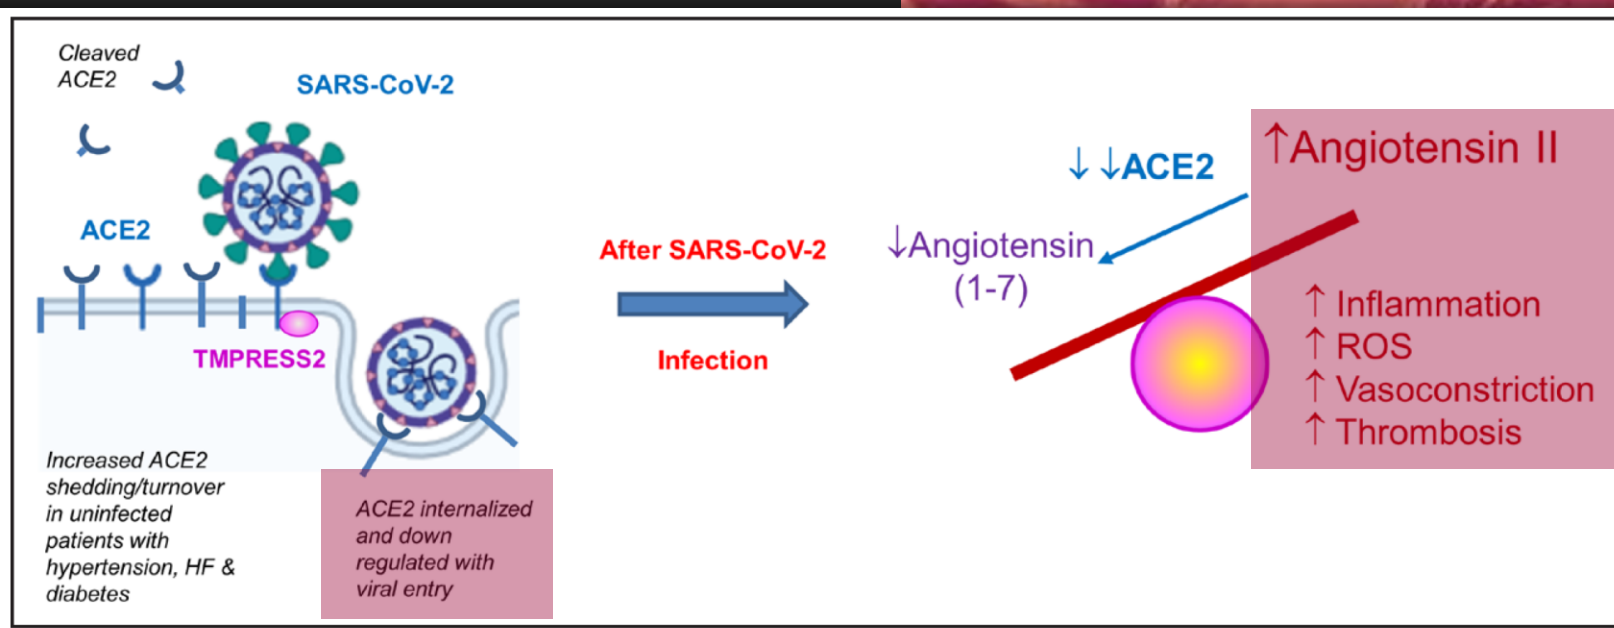 Cleaved
ACE2
SARS-CoV-2
ACE2
TMPRESS2
Increased ACE2
shedding/turnover
in uninfected
patients with
hypertension, HF &
diabetes
ACE2 internalized
and down
regulated with
viral entry
After SARS-CoV-2
Infection
↓↓ACE2
↓Angiotensin
(1-7)
↑Angiotensin II
↑ Inflammation
↑ ROS
↑ Vasoconstriction
↑ Thrombosis